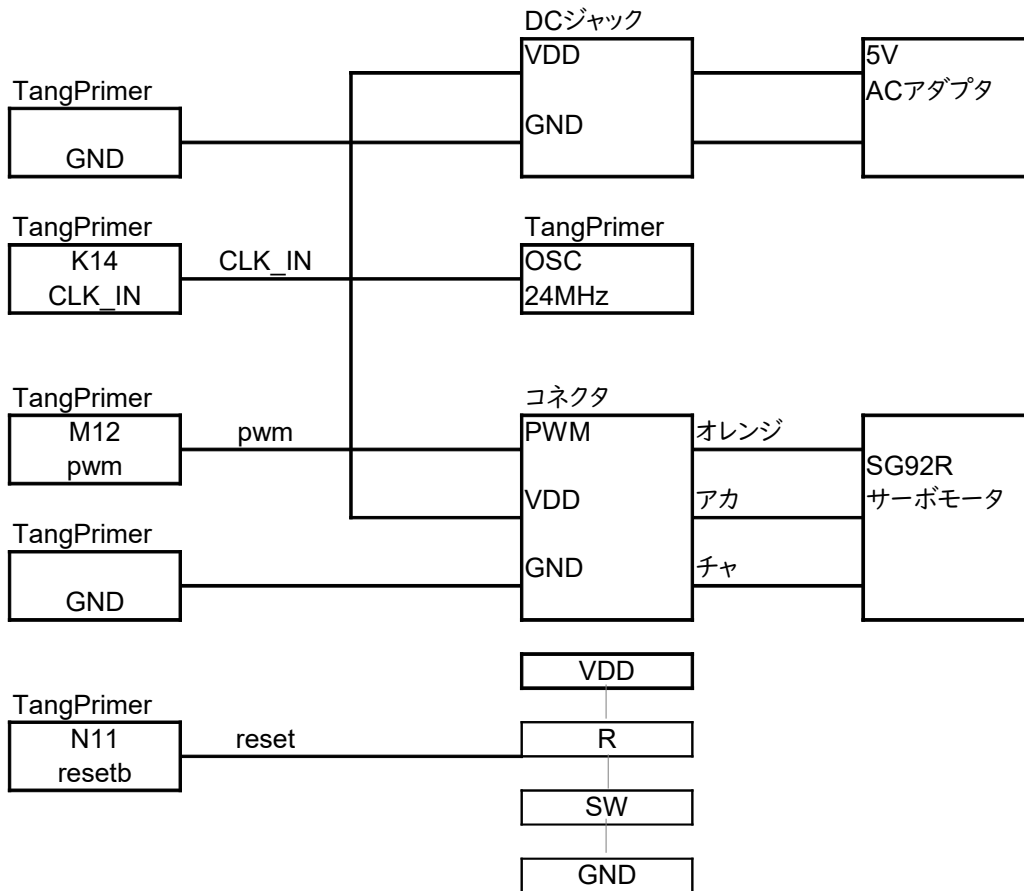 DCジャック
VDD
5V
ACアダプタ
TangPrimer
GND
GND
TangPrimer
K14
CLK_IN
CLK_IN
TangPrimer
OSC
24MHz
TangPrimer
M12
pwm
pwm
コネクタ
PWM
オレンジ
SG92R
サーボモータ
VDD
アカ
TangPrimer
GND
GND
チャ
VDD
TangPrimer
N11
resetb
reset
R
SW
GND